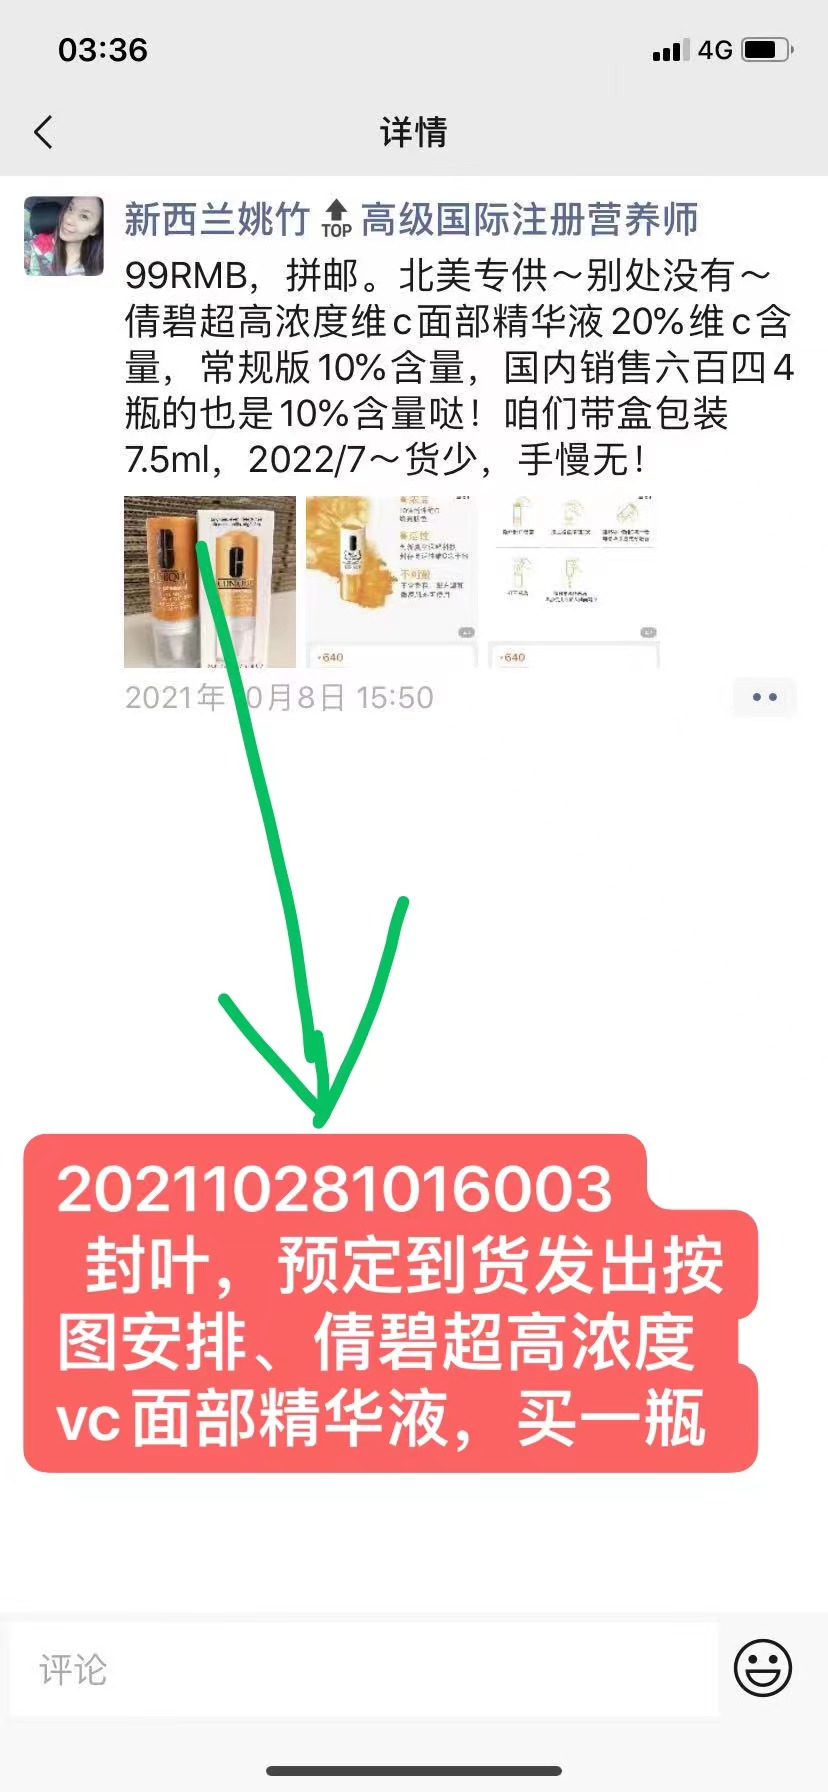 03:36
4G
详情
新西兰姚竹 TOP 高级国际注册营养师
99RMB，拼邮。北美专供～别处没有～
倩碧超高浓度维c面部精华液20%维c含
量，常规版10%含量，国内销售六百四4
瓶的也是10%含量哒！咱们带盒包装
7.5ml，2022/7～货少，手慢无！
CLINIQUE
640
640
2021年10月8日 15:50
202110281016003
封叶，预定到货发出按
图安排、倩碧超高浓度
vc面部精华液，买一瓶
评论